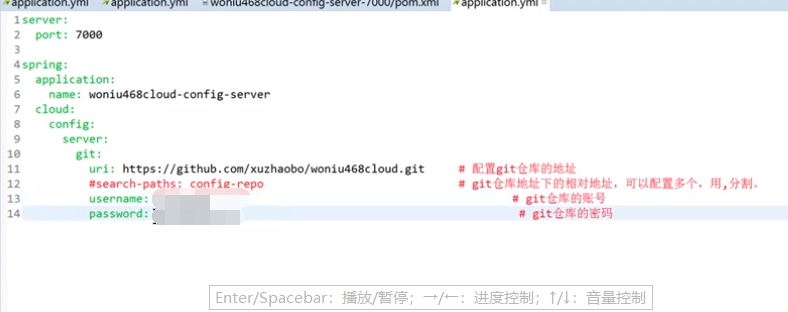 application.yml application.yml woniu468cloud-config-server-7000/pom.xml application.yml
1 server:
2 port: 7000
3
4 spring:
5 application:
6 name: woniu468cloud-config-server
7 cloud:
8 config:
9 server:
10 git:
11 uri: https://github.com/xuzhaobo/woniu468cloud.git # 配置git仓库的地址
12 #search-paths: config-repo # git仓库地址下的相对地址，可以配置多个，用,分割。
13 username: # git仓库的账号
14 password: # git仓库的密码
Enter/Spacebar：播放/暂停；→/←：进度控制；↑/↓：音量控制